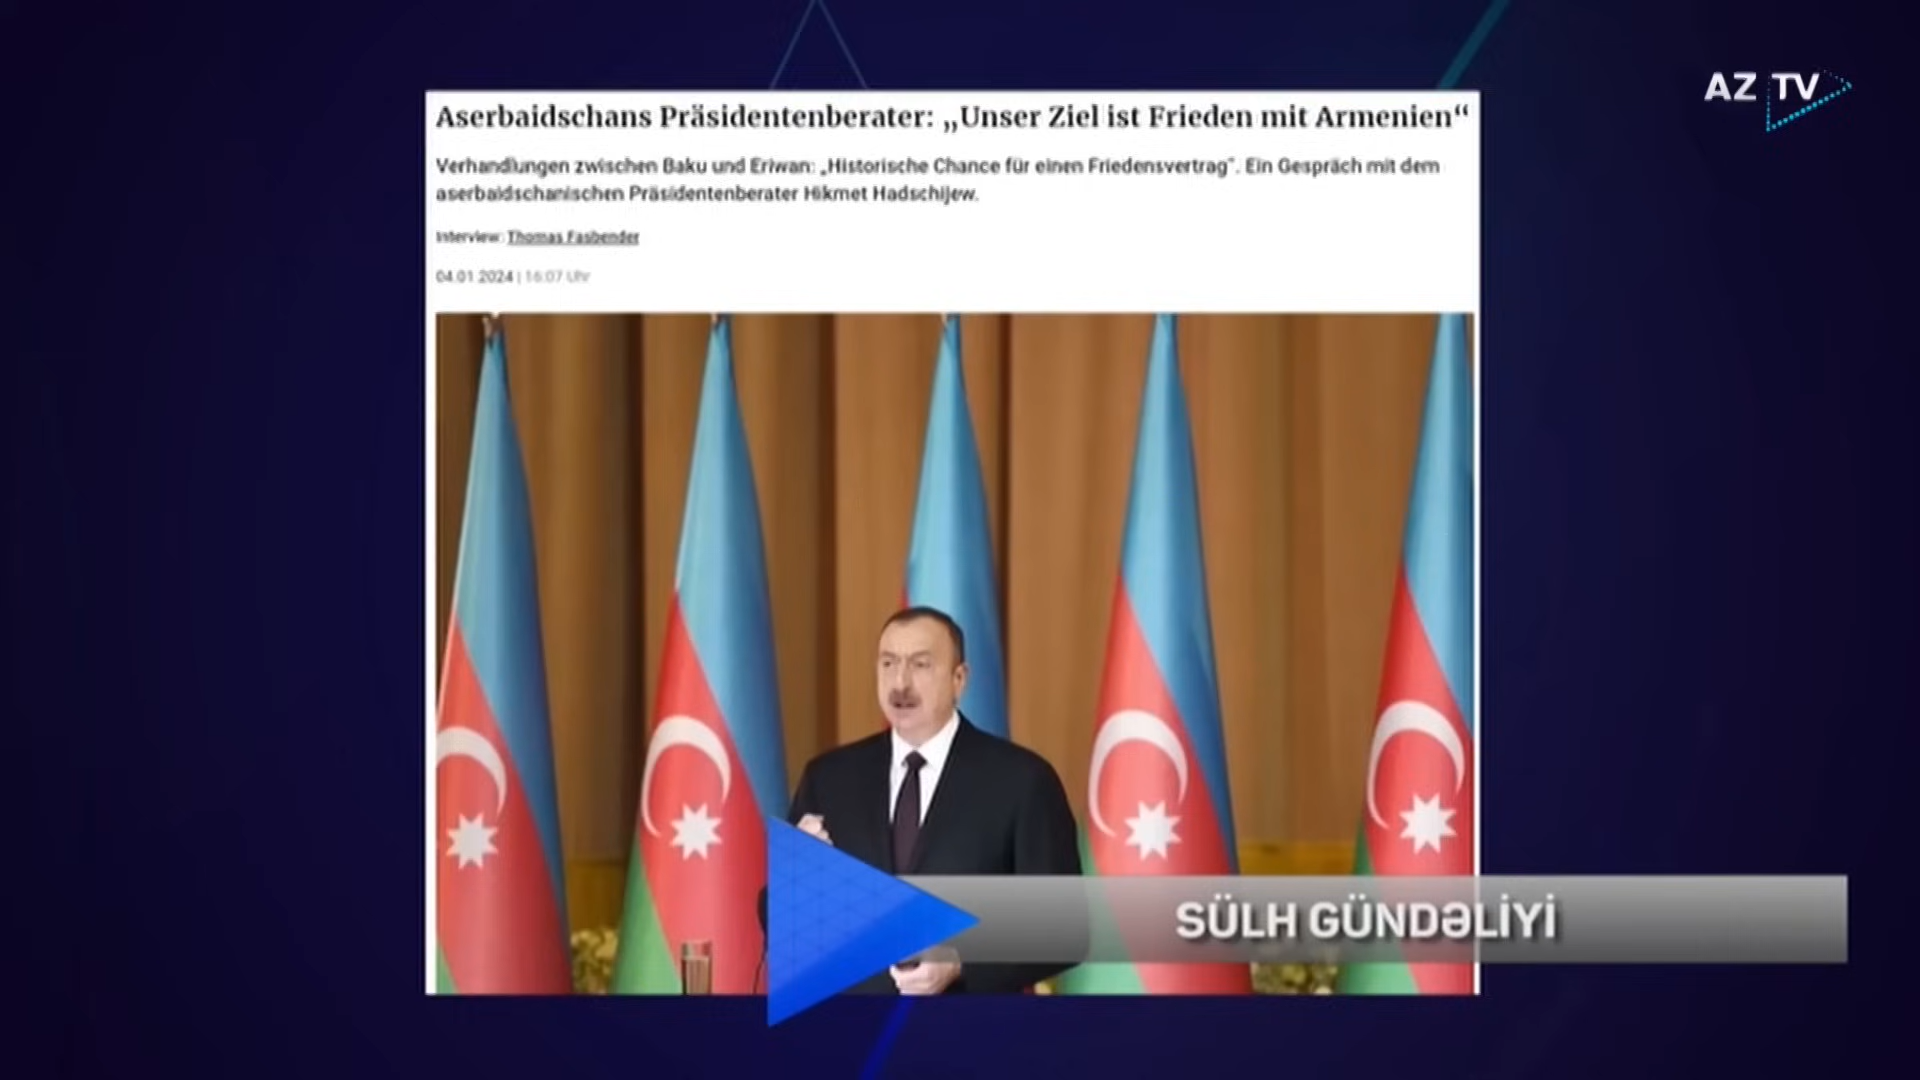 AZ TV
Aserbaidschans Präsidentenberater: „Unser Ziel ist Frieden mit Armenien“
Verhandlungen zwischen Baku und Eriwan: „Historische Chance für einen Friedensvertrag“. Ein Gespräch mit dem
aserbaidschanischen Präsidentenberater Hikmet Hadschijew.
Interview: Thomas Fasbender
04.01.2024 | 16:07 Uhr
SÜLH GÜNDƏLİYİ